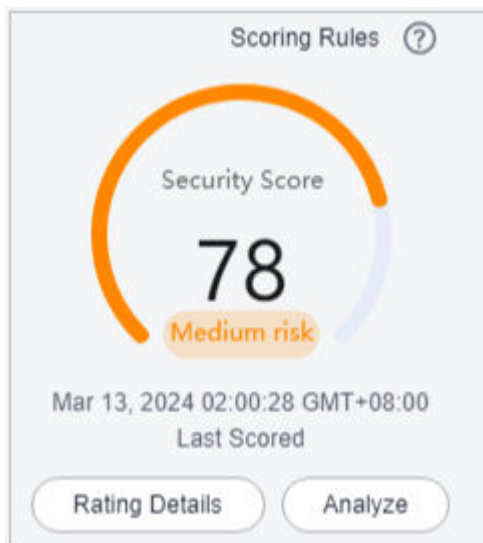 Scoring Rules ?
Security Score
78
Medium risk
Mar 13, 2024 02:00:28 GMT+08:00
Last Scored
Rating Details Analyze